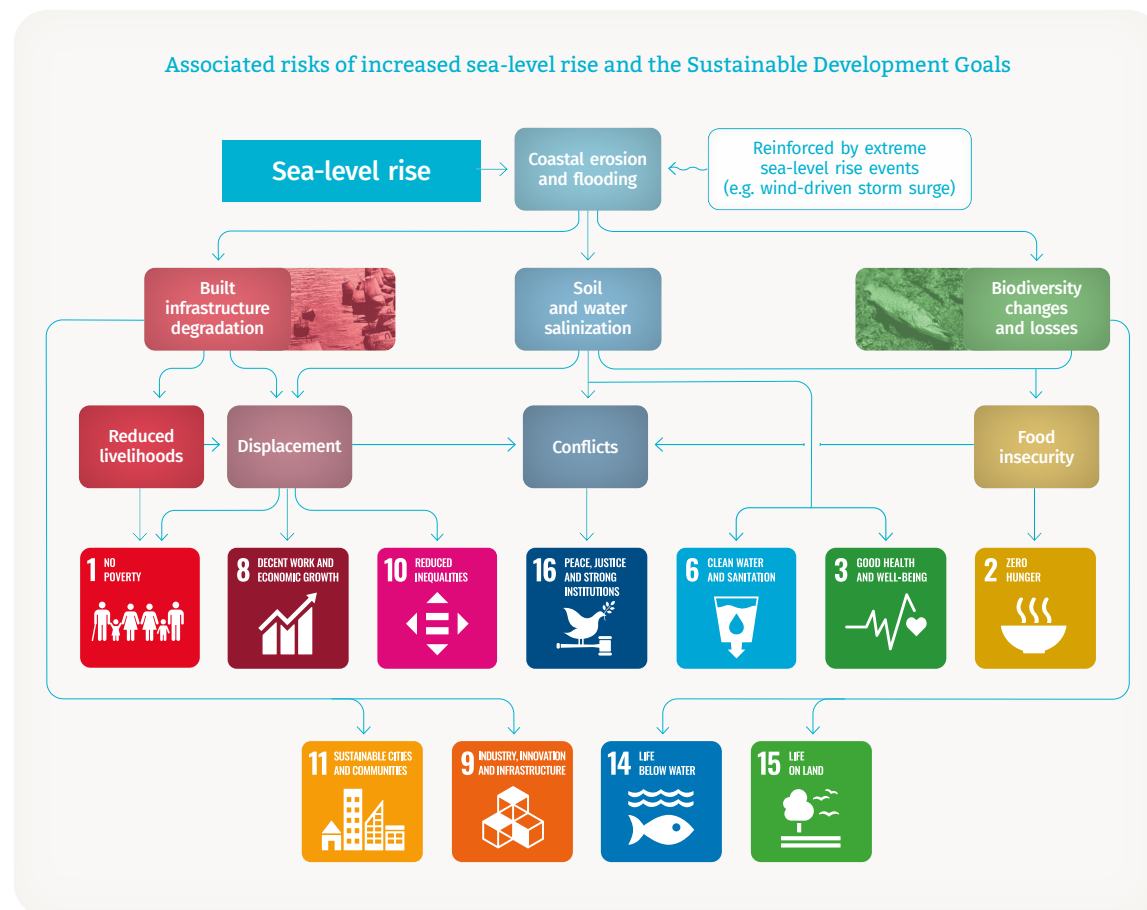 Associated risks of increased sea-level rise and the Sustainable Development Goals
Sea-level rise
Coastal erosion
and flooding
Reinforced by extreme
sea-level rise events
(e.g. wind-driven storm surge)
Built
infrastructure
degradation
Soil
and water
salinization
Biodiversity
changes
and losses
Reduced
livelihoods
Displacement
Conflicts
Food
insecurity
1 NO
POVERTY
8 DECENT WORK AND
ECONOMIC GROWTH
10 REDUCED
INEQUALITIES
16 PEACE, JUSTICE
AND STRONG
INSTITUTIONS
6 CLEAN WATER
AND SANITATION
3 GOOD HEALTH
AND WELL-BEING
2 ZERO
HUNGER
11 SUSTAINABLE CITIES
AND COMMUNITIES
9 INDUSTRY, INNOVATION
AND INFRASTRUCTURE
14 LIFE
BELOW WATER
15 LIFE
ON LAND